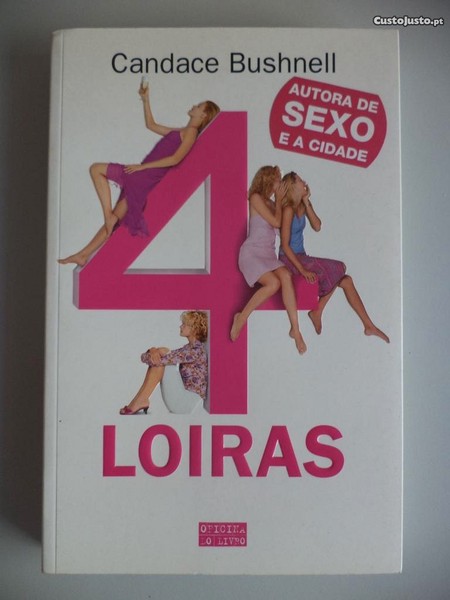 CustoJusto.pt
Candace Bushnell
AUTORA DE
SEXO
E A CIDADE
4
LOIRAS
OFICINA
DO LIVRO